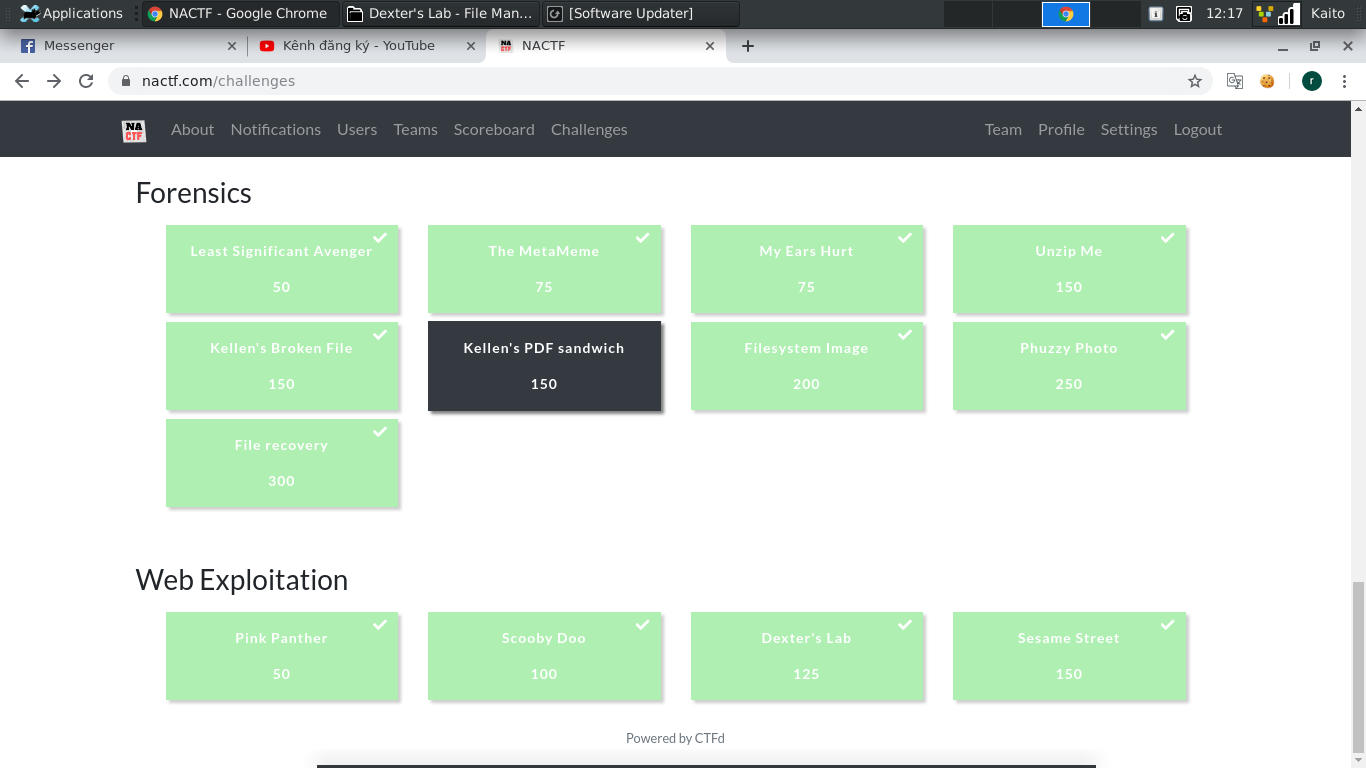 Applications NACTF - Google Chrome Dexter's Lab - File Man... [Software Updater] 12:17 Kaito
Messenger Kênh đăng ký - YouTube NACTF
nactf.com/challenges r
NA CTF About Notifications Users Teams Scoreboard Challenges Team Profile Settings Logout
Forensics
Least Significant Avenger The MetaMeme My Ears Hurt Unzip Me
50 75 75 150
Kellen's Broken File Kellen's PDF sandwich Filesystem Image Phuzzy Photo
150 150 200 250
File recovery
300
Web Exploitation
Pink Panther Scooby Doo Dexter's Lab Sesame Street
50 100 125 150
Powered by CTFd